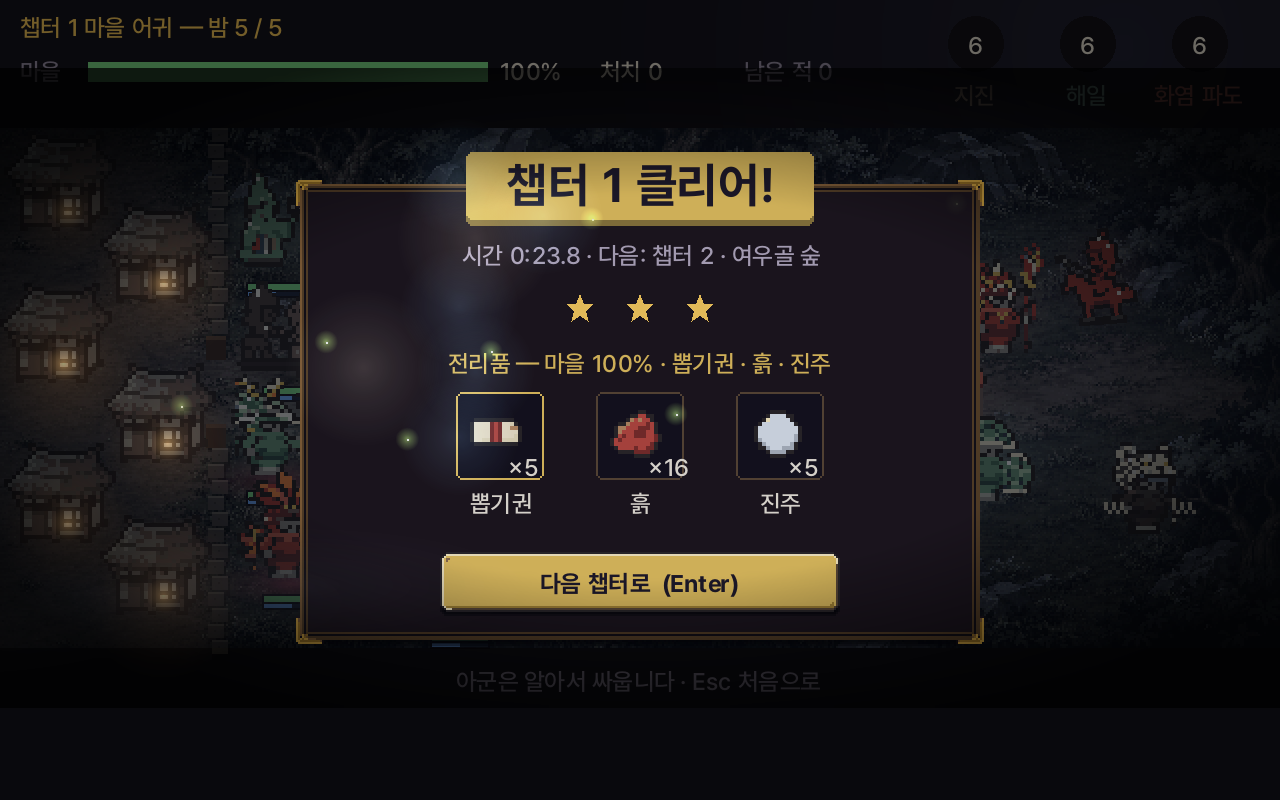 챕터 1 마을 어귀 — 밤 5 / 5
마을 100% 처치 0 남은 적 0
6 6 6
지진 해일 화염 파도
챕터 1 클리어!
시간 0:23.8 · 다음: 챕터 2 · 여우골 숲
전리품 — 마을 100% · 뽑기권 · 흙 · 진주
×5 ×16 ×5
뽑기권 흙 진주
다음 챕터로 (Enter)
아군은 알아서 싸웁니다 · Esc 처음으로